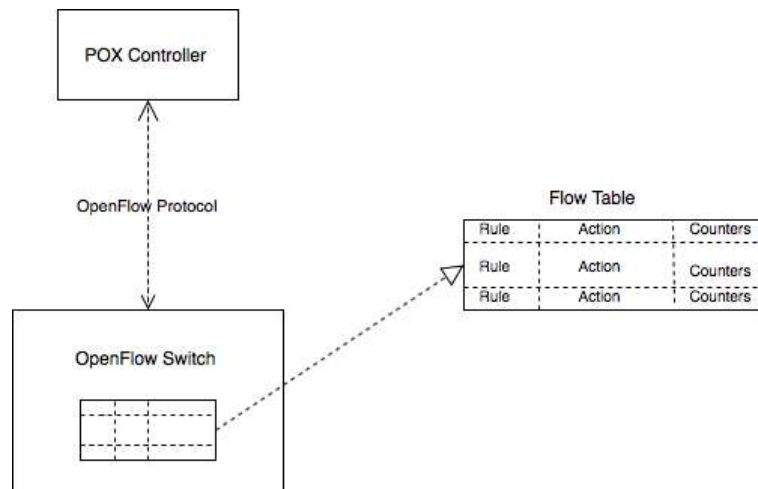 POX Controller
OpenFlow Protocol
Flow Table
Rule Action Counters
Rule Action Counters
Rule Action Counters
OpenFlow Switch